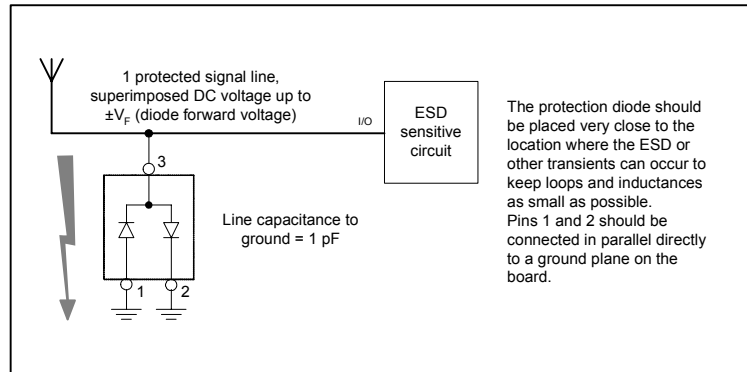 1 protected signal line,
superimposed DC voltage up to
±VF (diode forward voltage)
I/O
ESD
sensitive
circuit
3
Line capacitance to
ground = 1 pF
1
2
The protection diode should
be placed very close to the
location where the ESD or
other transients can occur to
keep loops and inductances
as small as possible.
Pins 1 and 2 should be
connected in parallel directly
to a ground plane on the
board.